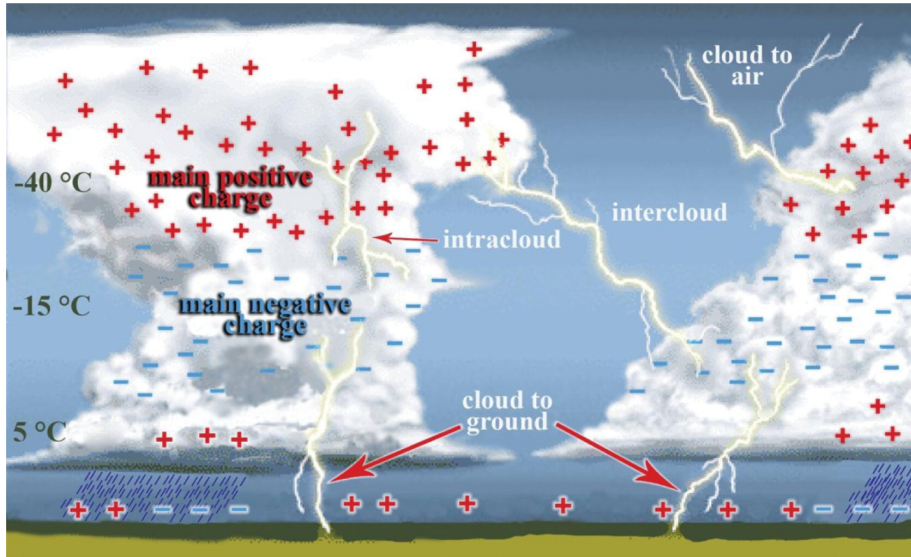 cloud to
air
-40 °C
main positive
charge
intercloud
intracloud
-15 °C
main negative
charge
cloud to
ground
5 °C